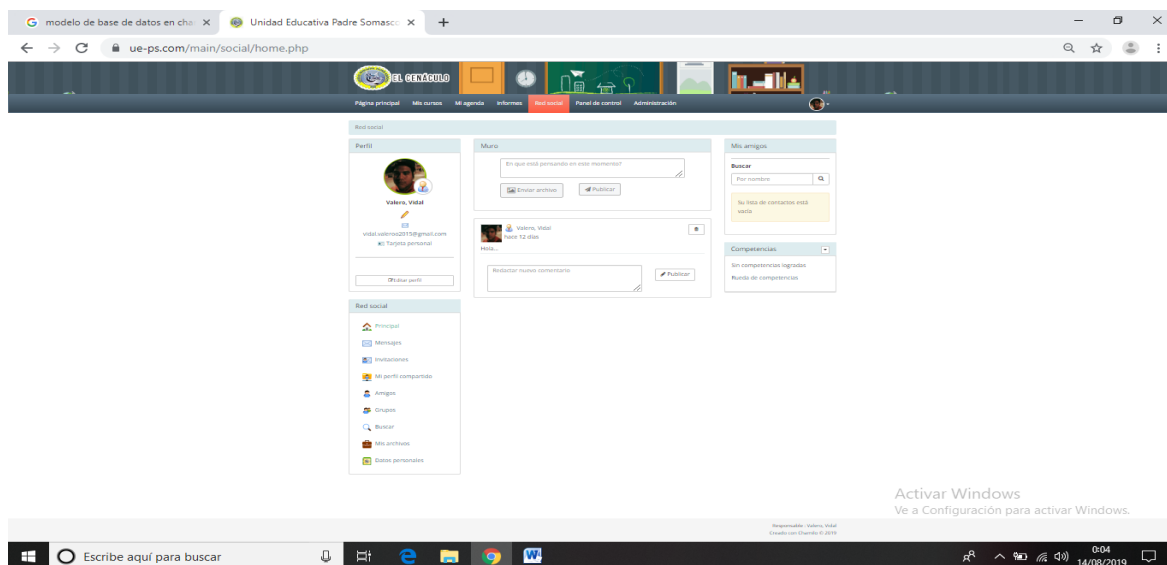 modelo de base de datos en cha
Unidad Educativa Padre Somasc
ue-ps.com/main/social/home.php
EL CENÁCULO
Página principal Mis cursos Mi agenda Informes Red social Panel de control Administración
Red social
Perfil
Valero, Vidal
Tarjeta personal
Editar perfil
Red social
Principal
Mensajes
Invitaciones
Mi perfil compartido
Amigos
Grupos
Buscar
Mis archivos
Datos personales
Muro
En que está pensando en este momento?
Enviar archivo Publicar
Valero, Vidal
hace 12 días
Hola...
Redactar nuevo comentario
Publicar
Mis amigos
Buscar
Por nombre
Su lista de contactos está
vacía
Competencias
Sin competencias logradas
Rueda de competencias
Activar Windows
Ve a Configuración para activar Windows.
Responsable : Valero, Vidal
Creado con Chamilo © 2019
Escribe aquí para buscar
0:04
14/08/2019